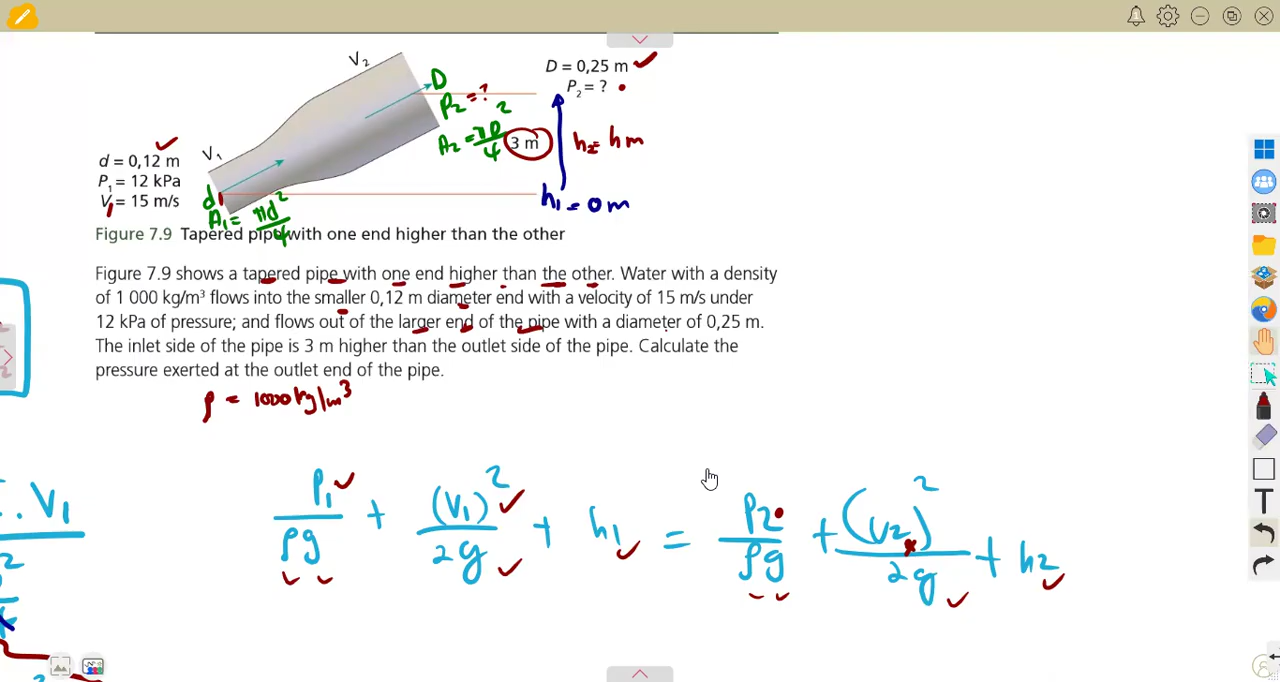 V₂
D
D = 0,25 m ✓
P₂ = ?
P₂ = ?
A₂ = πD²/4
3 m
h₂ = hm
V₁
d = 0,12 m
P₁ = 12 kPa
V₁ = 15 m/s
d
A₁ = πd²/4
h₁ = 0m
Figure 7.9 Tapered pipe with one end higher than the other
Figure 7.9 shows a tapered pipe with one end higher than the other. Water with a density
of 1 000 kg/m³ flows into the smaller 0,12 m diameter end with a velocity of 15 m/s under
12 kPa of pressure; and flows out of the larger end of the pipe with a diameter of 0,25 m.
The inlet side of the pipe is 3 m higher than the outlet side of the pipe. Calculate the
pressure exerted at the outlet end of the pipe.
ρ = 1000kg/m³
. V₁
P₁/ρg + (V₁)²/2g + h₁ = P₂/ρg + (V₂)²/2g + h₂
T